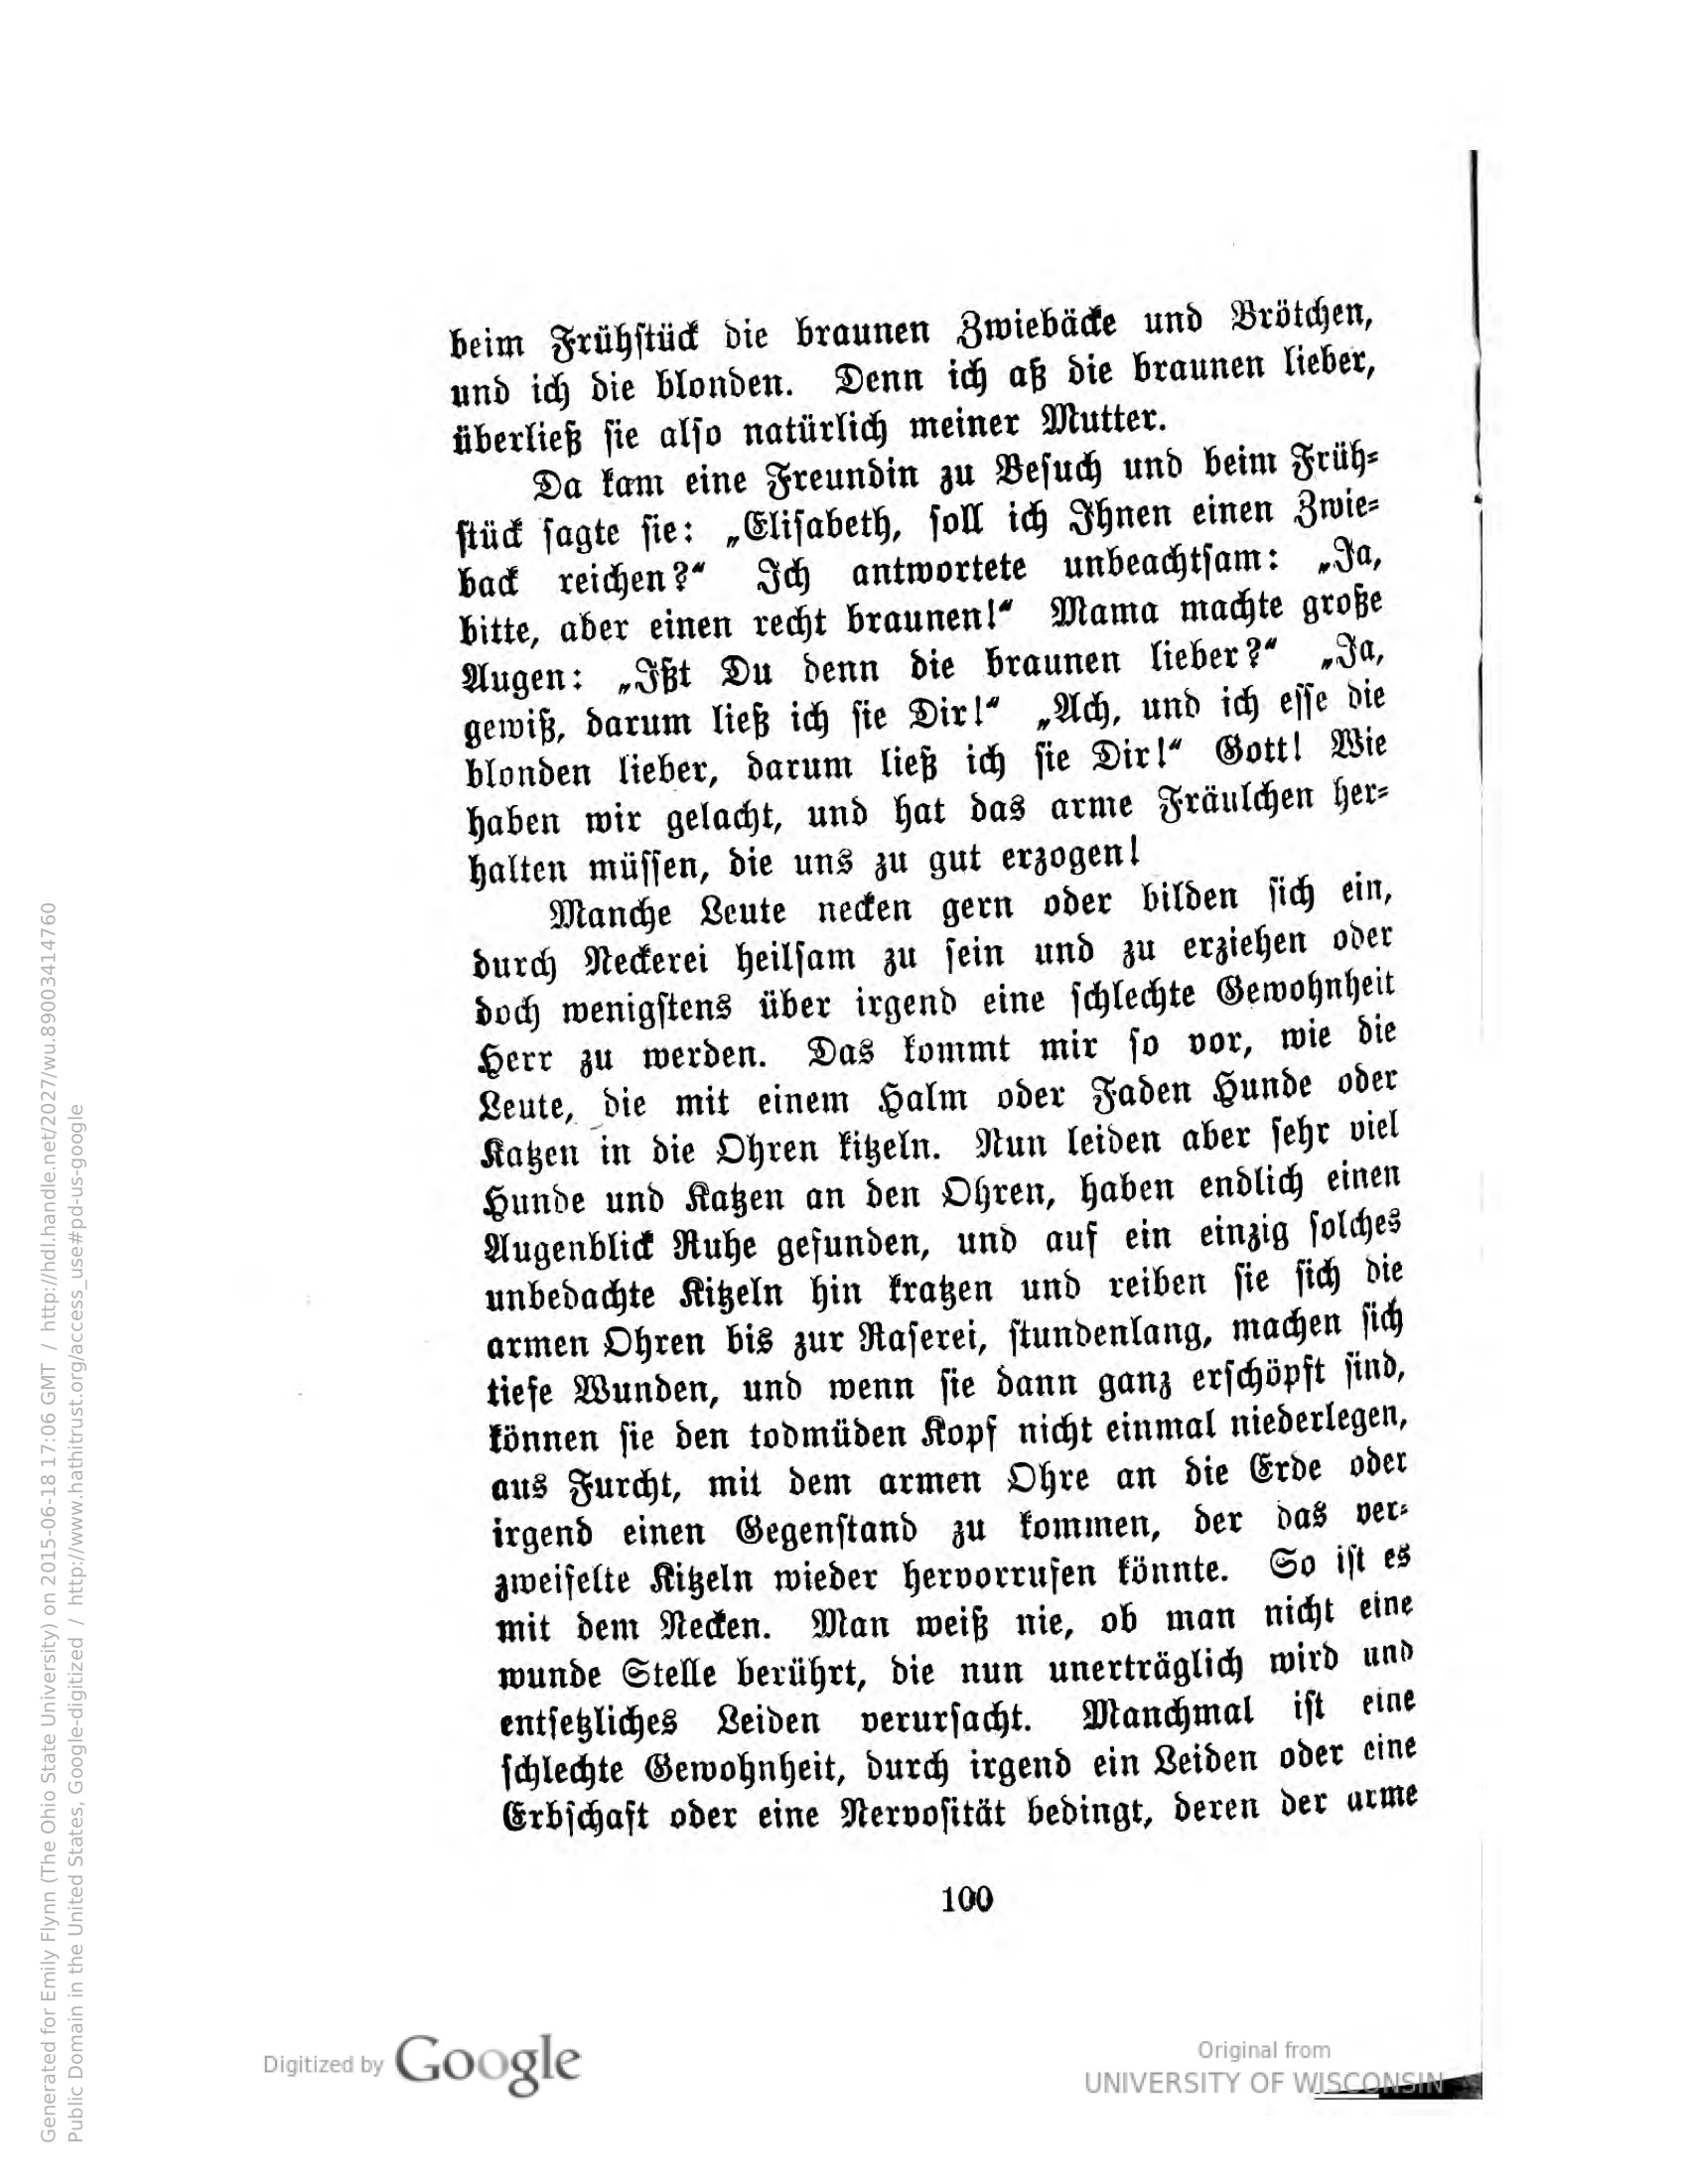 beim Frühstück die braunen Zwiebäcke und Brötchen,
und ich die blonden. Denn ich aß die braunen lieber,
überließ sie also natürlich meiner Mutter.
Da kam eine Freundin zu Besuch und beim Früh-
stück sagte sie: „Elisabeth, soll ich Ihnen einen Zwie-
back reichen?“ Ich antwortete unbeachtsam: „Ja,
bitte, aber einen recht braunen!“ Mama machte große
Augen: „Ißt Du denn die braunen lieber?“ „Ja,
gewiß, darum ließ ich sie Dir!“ „Ach, und ich esse die
blonden lieber, darum ließ ich sie Dir!“ Gott! Wie
haben wir gelacht, und hat das arme Fräulchen her-
halten müssen, die uns zu gut erzogen!
Manche Leute necken gern oder bilden sich ein,
durch Neckerei heilsam zu sein und zu erziehen oder
doch wenigstens über irgend eine schlechte Gewohnheit
Herr zu werden. Das kommt mir so vor, wie die
Leute, die mit einem Halm oder Faden Hunde oder
Katzen in die Ohren kitzeln. Nun leiden aber sehr viel
Hunde und Katzen an den Ohren, haben endlich einen
Augenblick Ruhe gefunden, und auf ein einzig solches
unbedachte Kitzeln hin kratzen und reiben sie sich die
armen Ohren bis zur Raserei, stundenlang, machen sich
tiefe Wunden, und wenn sie dann ganz erschöpft sind,
können sie den todmüden Kopf nicht einmal niederlegen,
aus Furcht, mit dem armen Ohre an die Erde oder
irgend einen Gegenstand zu kommen, der das ver-
zweifelte Kitzeln wieder hervorrufen könnte. So ist es
mit dem Necken. Man weiß nie, ob man nicht eine
wunde Stelle berührt, die nun unerträglich wird und
entsetzliches Leiden verursacht. Manchmal ist eine
schlechte Gewohnheit, durch irgend ein Leiden oder eine
Erbschaft oder eine Nervosität bedingt, deren der arme
100
Digitized by Google
Original from
UNIVERSITY OF WISCONSIN
Generated for Emily Flynn (The Ohio State University) on 2015-06-18 17:06 GMT / http://hdl.handle.net/2027/wu.89003414760
Public Domain in the United States, Google-digitized / http://www.hathitrust.org/access_use#pd-us-google